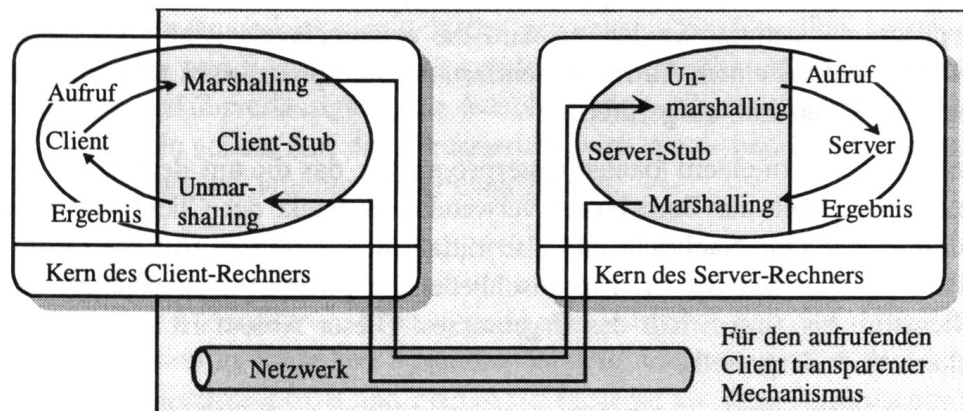 Aufruf
Marshalling
Client
Client-Stub
Unmar-
shalling
Ergebnis
Kern des Client-Rechners
Un-
marshalling
Aufruf
Server-Stub
Server
Marshalling
Ergebnis
Kern des Server-Rechners
Netzwerk
Für den aufrufenden
Client transparenter
Mechanismus